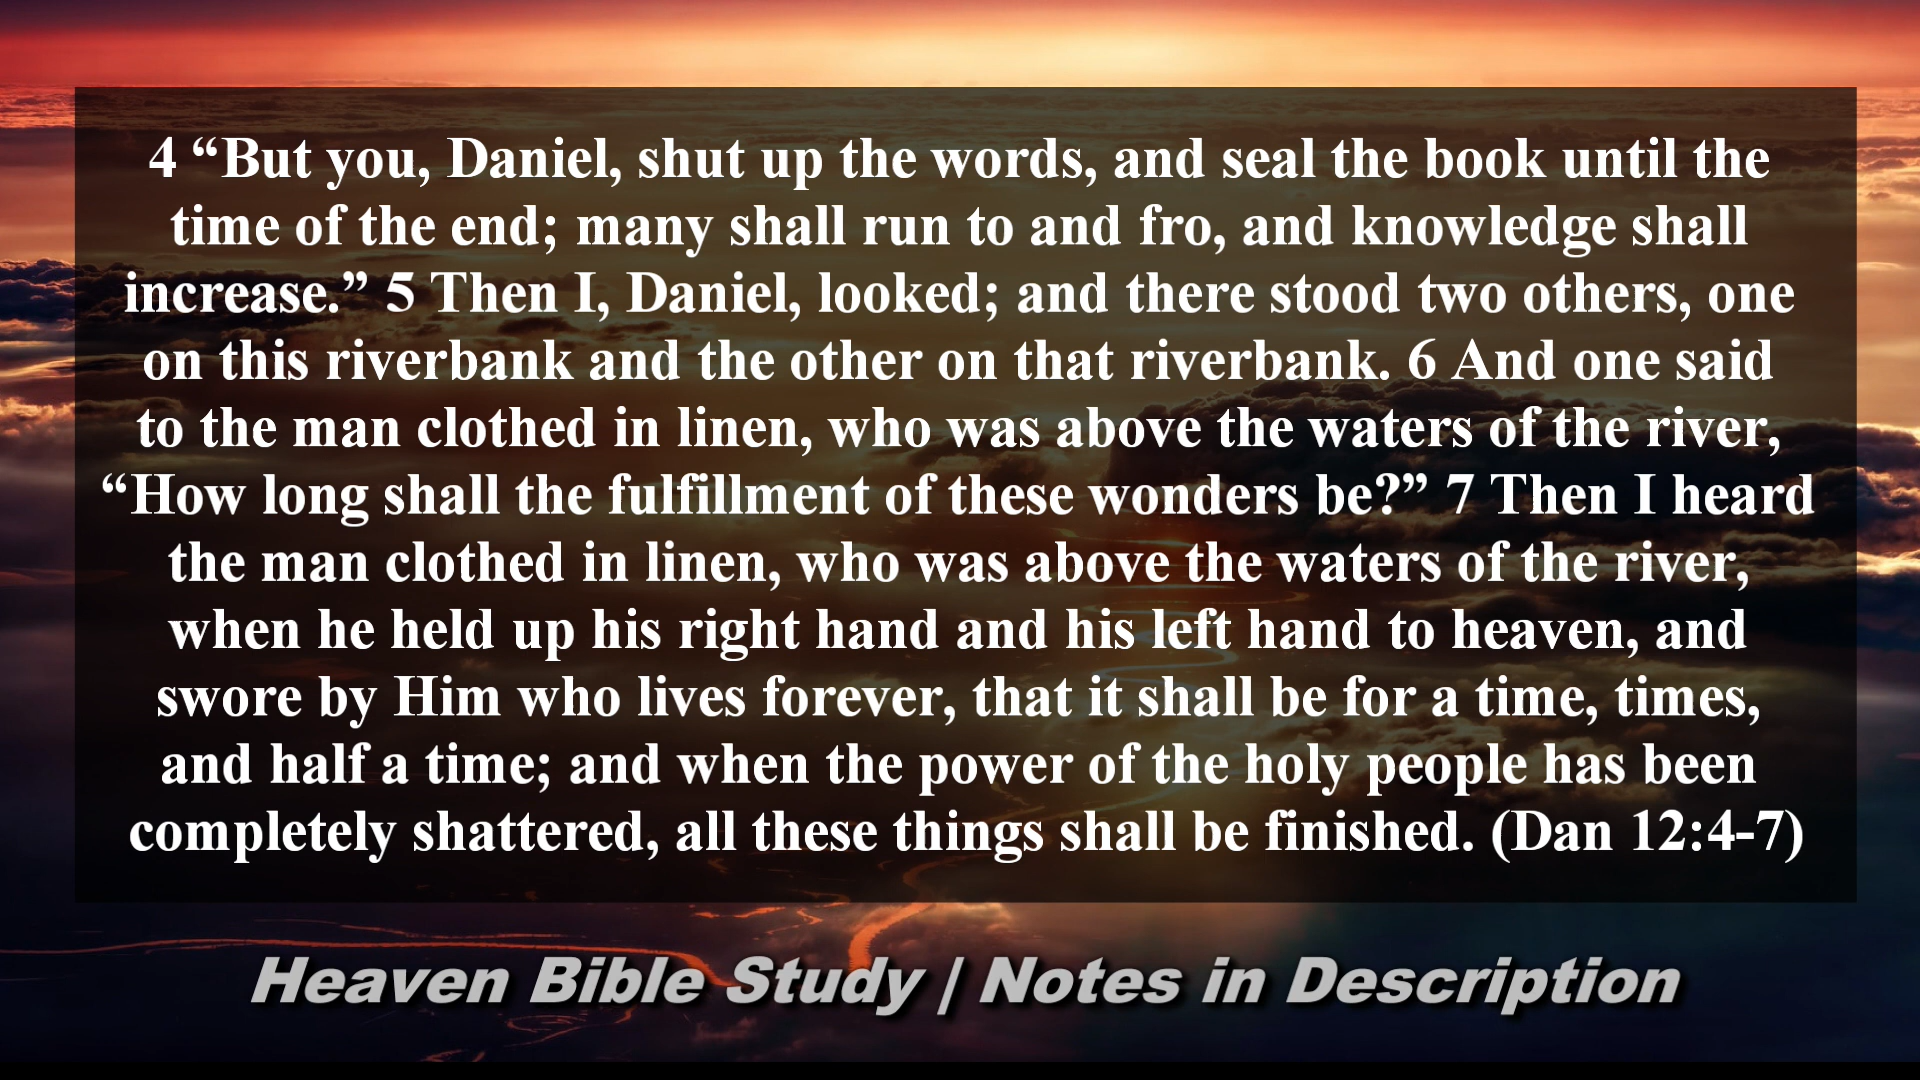 4 “But you, Daniel, shut up the words, and seal the book until the
time of the end; many shall run to and fro, and knowledge shall
increase.” 5 Then I, Daniel, looked; and there stood two others, one
on this riverbank and the other on that riverbank. 6 And one said
to the man clothed in linen, who was above the waters of the river,
“How long shall the fulfillment of these wonders be?” 7 Then I heard
the man clothed in linen, who was above the waters of the river,
when he held up his right hand and his left hand to heaven, and
swore by Him who lives forever, that it shall be for a time, times,
and half a time; and when the power of the holy people has been
completely shattered, all these things shall be finished. (Dan 12:4-7)
Heaven Bible Study | Notes in Description